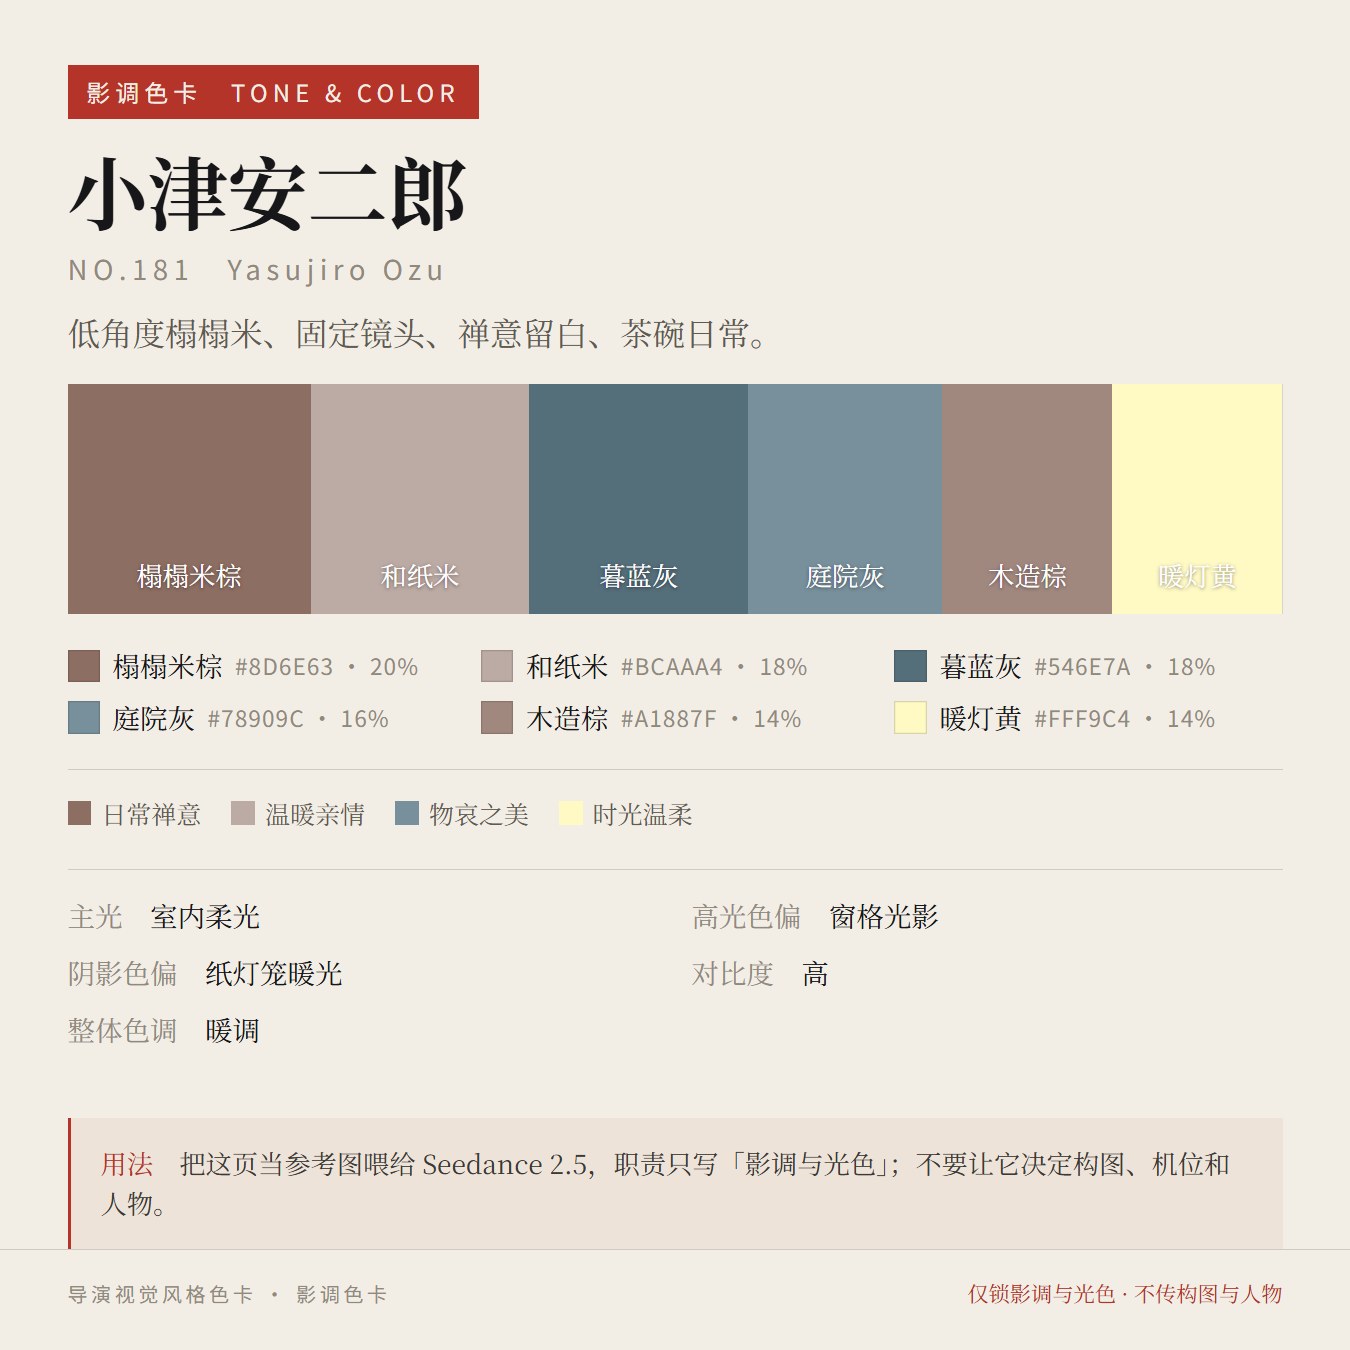 影调色卡 TONE & COLOR
小津安二郎
NO.181 Yasujiro Ozu
低角度榻榻米、固定镜头、禅意留白、茶碗日常。
榻榻米棕 和纸米 暮蓝灰 庭院灰 木造棕 暖灯黄
榻榻米棕 #8D6E63 · 20% 和纸米 #BCAAA4 · 18% 暮蓝灰 #546E7A · 18%
庭院灰 #78909C · 16% 木造棕 #A1887F · 14% 暖灯黄 #FFF9C4 · 14%
日常禅意 温暖亲情 物哀之美 时光温柔
主光 室内柔光 高光色偏 窗格光影
阴影色偏 纸灯笼暖光 对比度 高
整体色调 暖调
用法 把这页当参考图喂给 Seedance 2.5，职责只写「影调与光色」；不要让它决定构图、机位和
人物。
导演视觉风格色卡 · 影调色卡 仅锁影调与光色 · 不传构图与人物